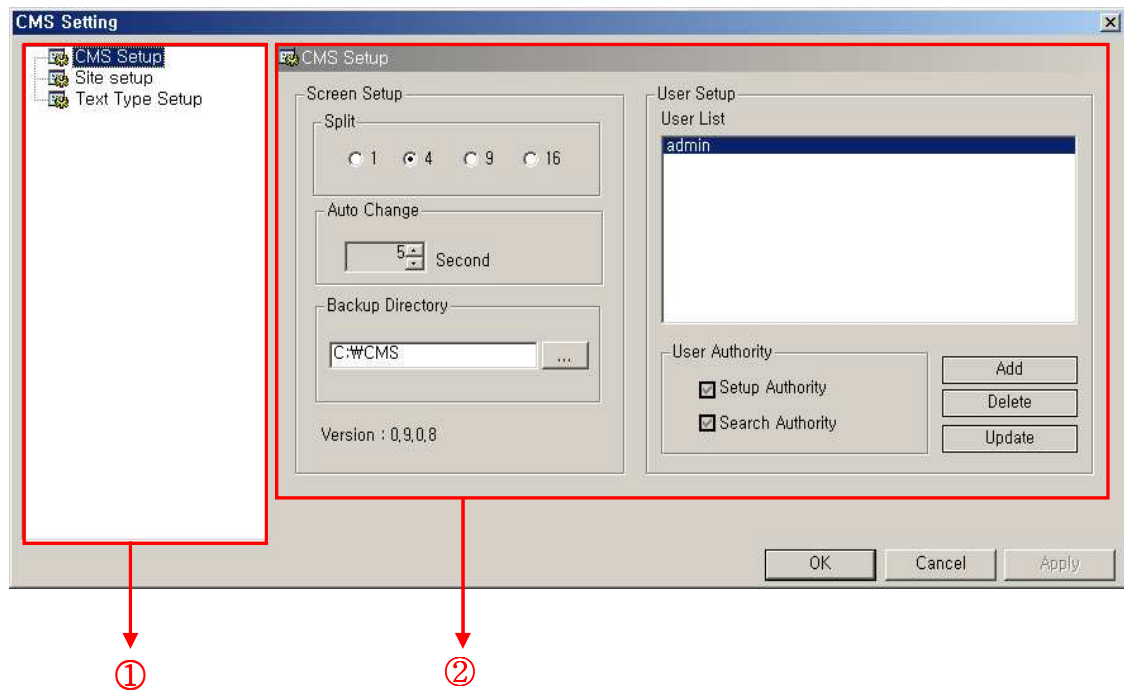 CMS Setting
CMS Setup
Site setup
Text Type Setup
CMS Setup
Screen Setup
Split
1 4 9 16
Auto Change
5 Second
Backup Directory
C:₩CMS ...
Version : 0,9,0,8
User Setup
User List
admin
User Authority
Setup Authority
Search Authority
Add
Delete
Update
OK Cancel Apply
① ②